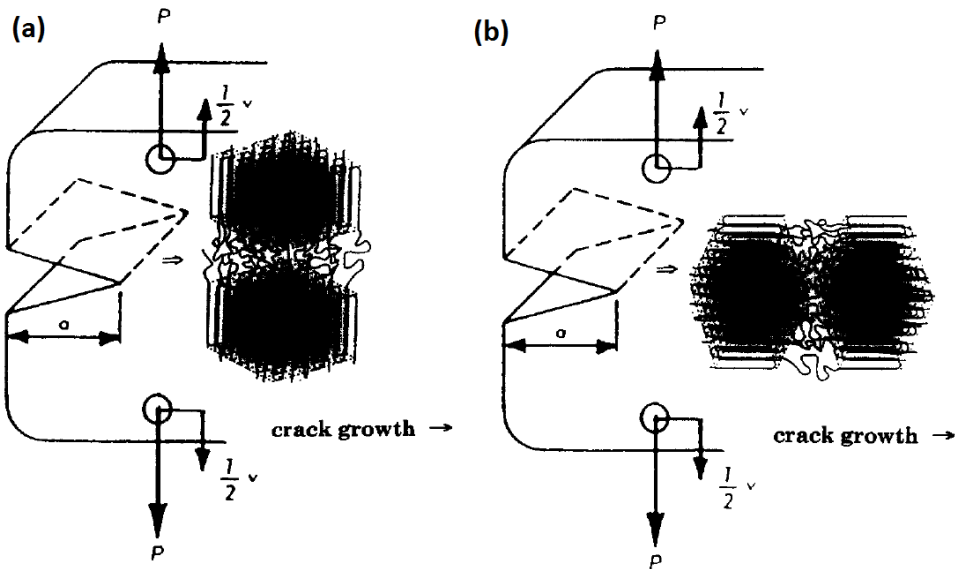 (a)
P
1/2 v
⇒
a
crack growth →
1/2 v
P
(b)
P
1/2 v
⇒
a
crack growth →
1/2 v
P